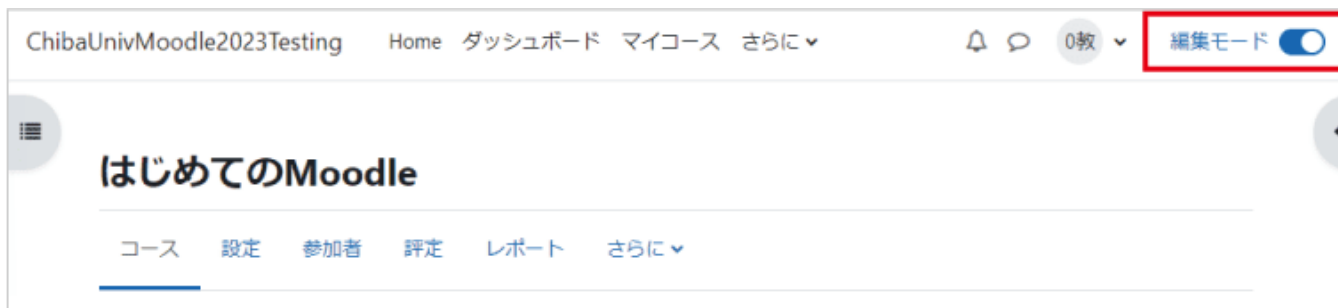 ChibaUnivMoodle2023Testing Home ダッシュボード マイコース さらに 0教 編集モード
はじめてのMoodle
コース 設定 参加者 評定 レポート さらに